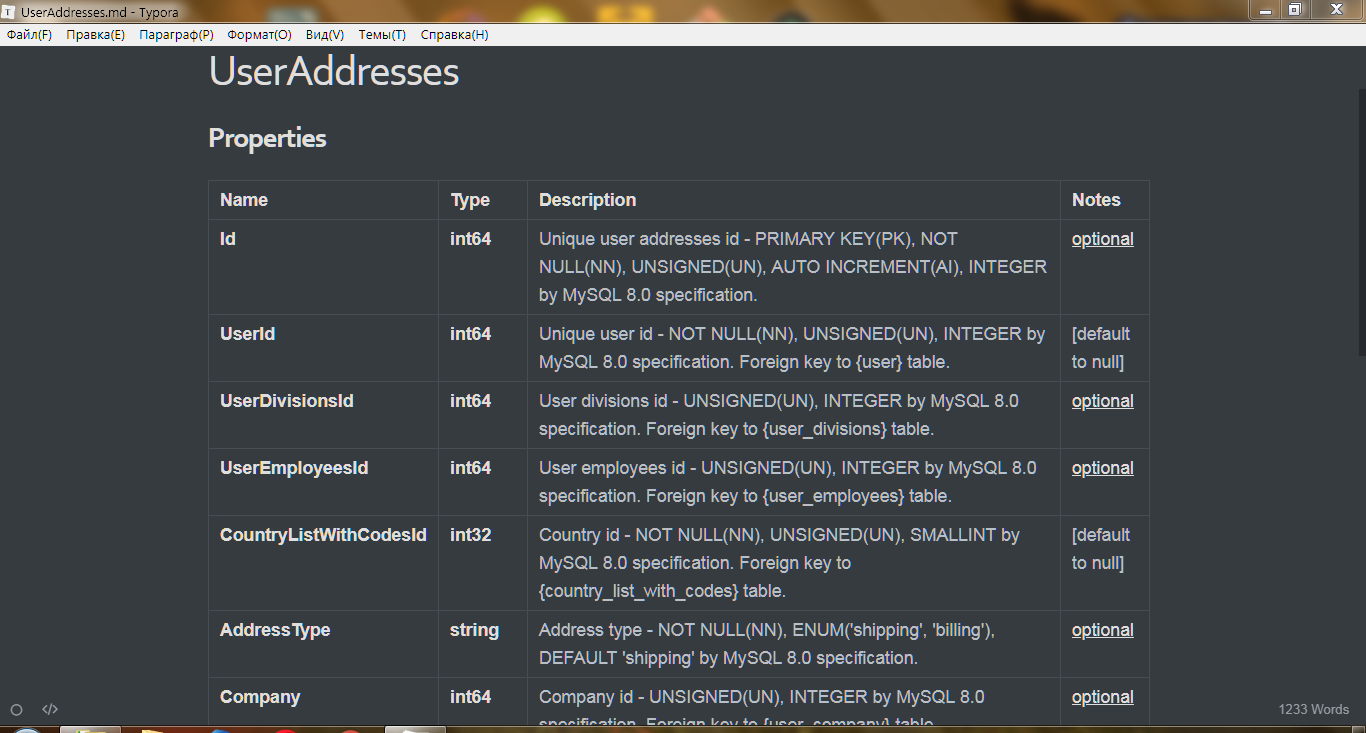 UserAddresses.md - Typora
Файл(F) Правка(E) Параграф(P) Формат(O) Вид(V) Темы(T) Справка(H)
UserAddresses
Properties
Name Type Description Notes
Id int64 Unique user addresses id - PRIMARY KEY(PK), NOT optional
NULL(NN), UNSIGNED(UN), AUTO INCREMENT(AI), INTEGER
by MySQL 8.0 specification.
UserId int64 Unique user id - NOT NULL(NN), UNSIGNED(UN), INTEGER by [default
MySQL 8.0 specification. Foreign key to {user} table. to null]
UserDivisionsId int64 User divisions id - UNSIGNED(UN), INTEGER by MySQL 8.0 optional
specification. Foreign key to {user_divisions} table.
UserEmployeesId int64 User employees id - UNSIGNED(UN), INTEGER by MySQL 8.0 optional
specification. Foreign key to {user_employees} table.
CountryListWithCodesId int32 Country id - NOT NULL(NN), UNSIGNED(UN), SMALLINT by [default
MySQL 8.0 specification. Foreign key to to null]
{country_list_with_codes} table.
AddressType string Address type - NOT NULL(NN), ENUM('shipping', 'billing'), optional
DEFAULT 'shipping' by MySQL 8.0 specification.
Company int64 Company id - UNSIGNED(UN), INTEGER by MySQL 8.0 optional
specification. Foreign key to {user_company} table.
</> 1233 Words